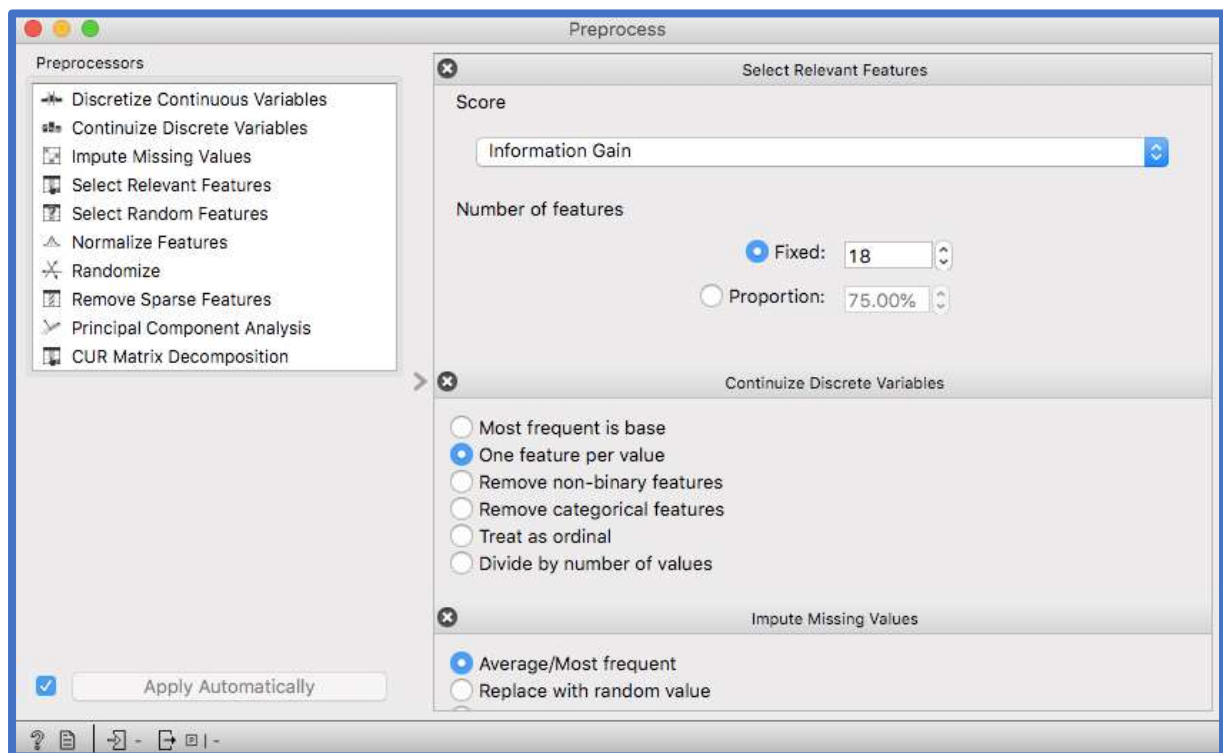 Preprocess
Preprocessors
Discretize Continuous Variables
Continuize Discrete Variables
Impute Missing Values
Select Relevant Features
Select Random Features
Normalize Features
Randomize
Remove Sparse Features
Principal Component Analysis
CUR Matrix Decomposition
Apply Automatically
Select Relevant Features
Score
Information Gain
Number of features
Fixed: 18
Proportion: 75.00%
Continuize Discrete Variables
Most frequent is base
One feature per value
Remove non-binary features
Remove categorical features
Treat as ordinal
Divide by number of values
Impute Missing Values
Average/Most frequent
Replace with random value
? | - | -